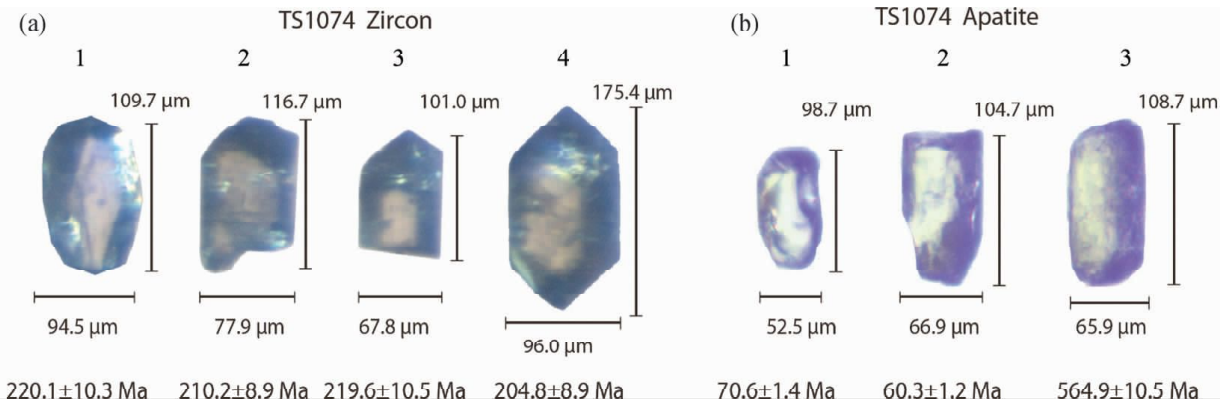 (a) TS1074 Zircon
1 2 3 4
109.7 µm 116.7 µm 101.0 µm 175.4 µm
94.5 µm 77.9 µm 67.8 µm 96.0 µm
220.1±10.3 Ma 210.2±8.9 Ma 219.6±10.5 Ma 204.8±8.9 Ma
(b) TS1074 Apatite
1 2 3
98.7 µm 104.7 µm 108.7 µm
52.5 µm 66.9 µm 65.9 µm
70.6±1.4 Ma 60.3±1.2 Ma 564.9±10.5 Ma